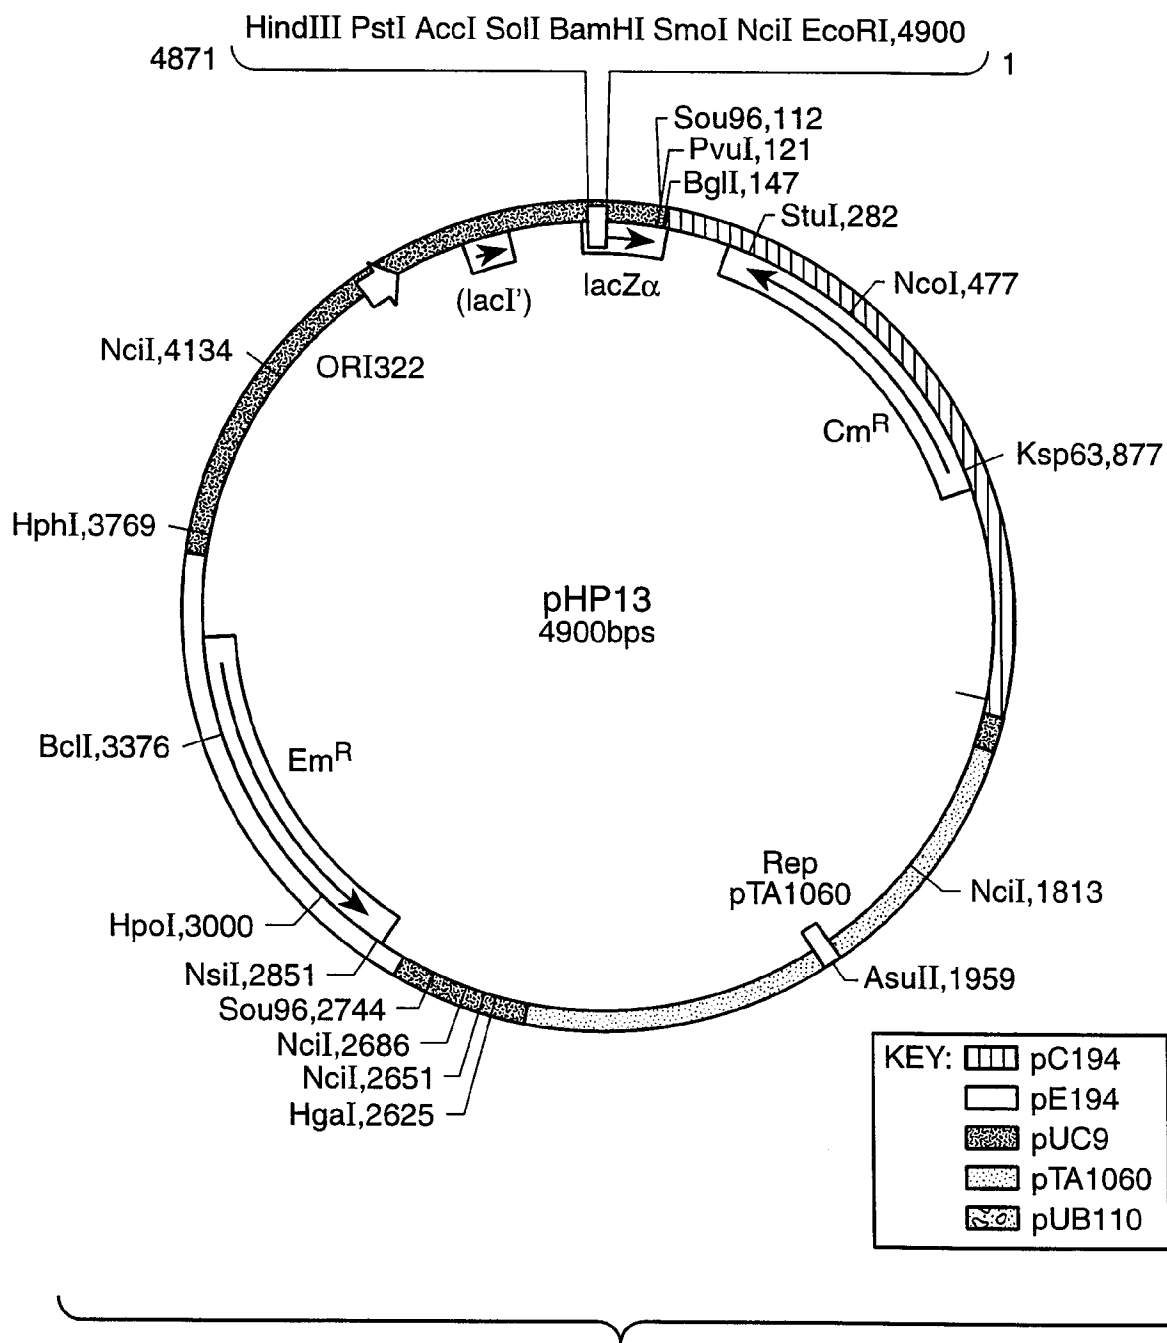 HindIII PstI AccI SolI BamHI SmoI NciI EcoRI,4900
4871
1
Sou96,112
PvuI,121
BglI,147
StuI,282
NcoI,477
(lacI')
lacZα
NciI,4134
ORI322
Cm^R
Ksp63,877
HphI,3769
pHP13
4900bps
BclI,3376
Em^R
Rep
pTA1060
NciI,1813
HpoI,3000
NsiI,2851
AsuII,1959
Sou96,2744
NciI,2686
NciI,2651
HgaI,2625
KEY: pC194
pE194
pUC9
pTA1060
pUB110